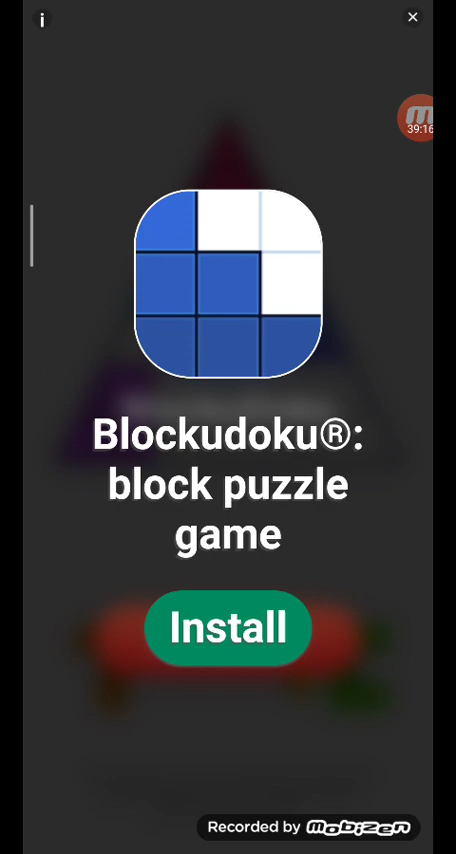 i
39:16
Blockudoku®:
block puzzle
game
Install
Recorded by mobizen